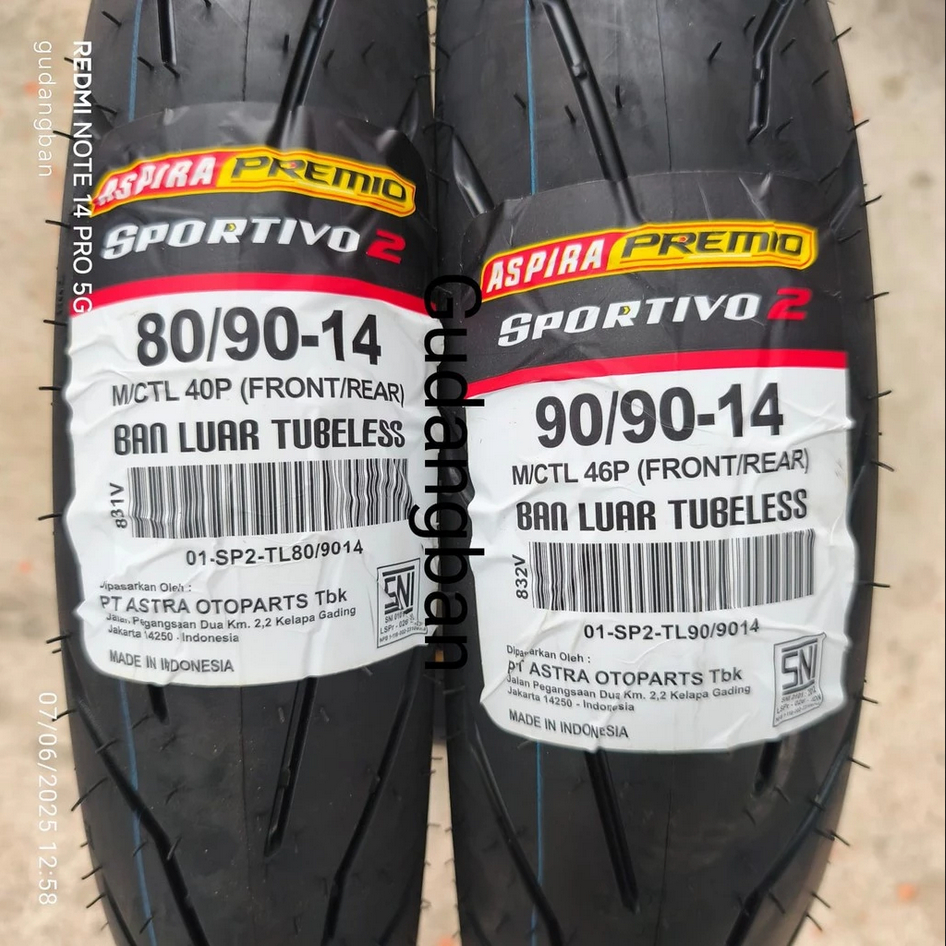 REDMI NOTE 14 PRO 5G
gudangban
07/06/2025 12:58
ASPIRA PREMIO
SPORTIVO 2
80/90-14
M/CTL 40P (FRONT/REAR)
BAN LUAR TUBELESS
831V
01-SP2-TL80/9014
Dipasarkan Oleh :
PT ASTRA OTOPARTS Tbk
Jalan Pegangsaan Dua Km. 2,2 Kelapa Gading
Jakarta 14250 - Indonesia
MADE IN INDONESIA
SNI
Gudangban
ASPIRA PREMIO
SPORTIVO 2
90/90-14
M/CTL 46P (FRONT/REAR)
BAN LUAR TUBELESS
832V
01-SP2-TL90/9014
Dipasarkan Oleh :
PT ASTRA OTOPARTS Tbk
Jalan Pegangsaan Dua Km. 2,2 Kelapa Gading
Jakarta 14250 - Indonesia
MADE IN INDONESIA
SNI